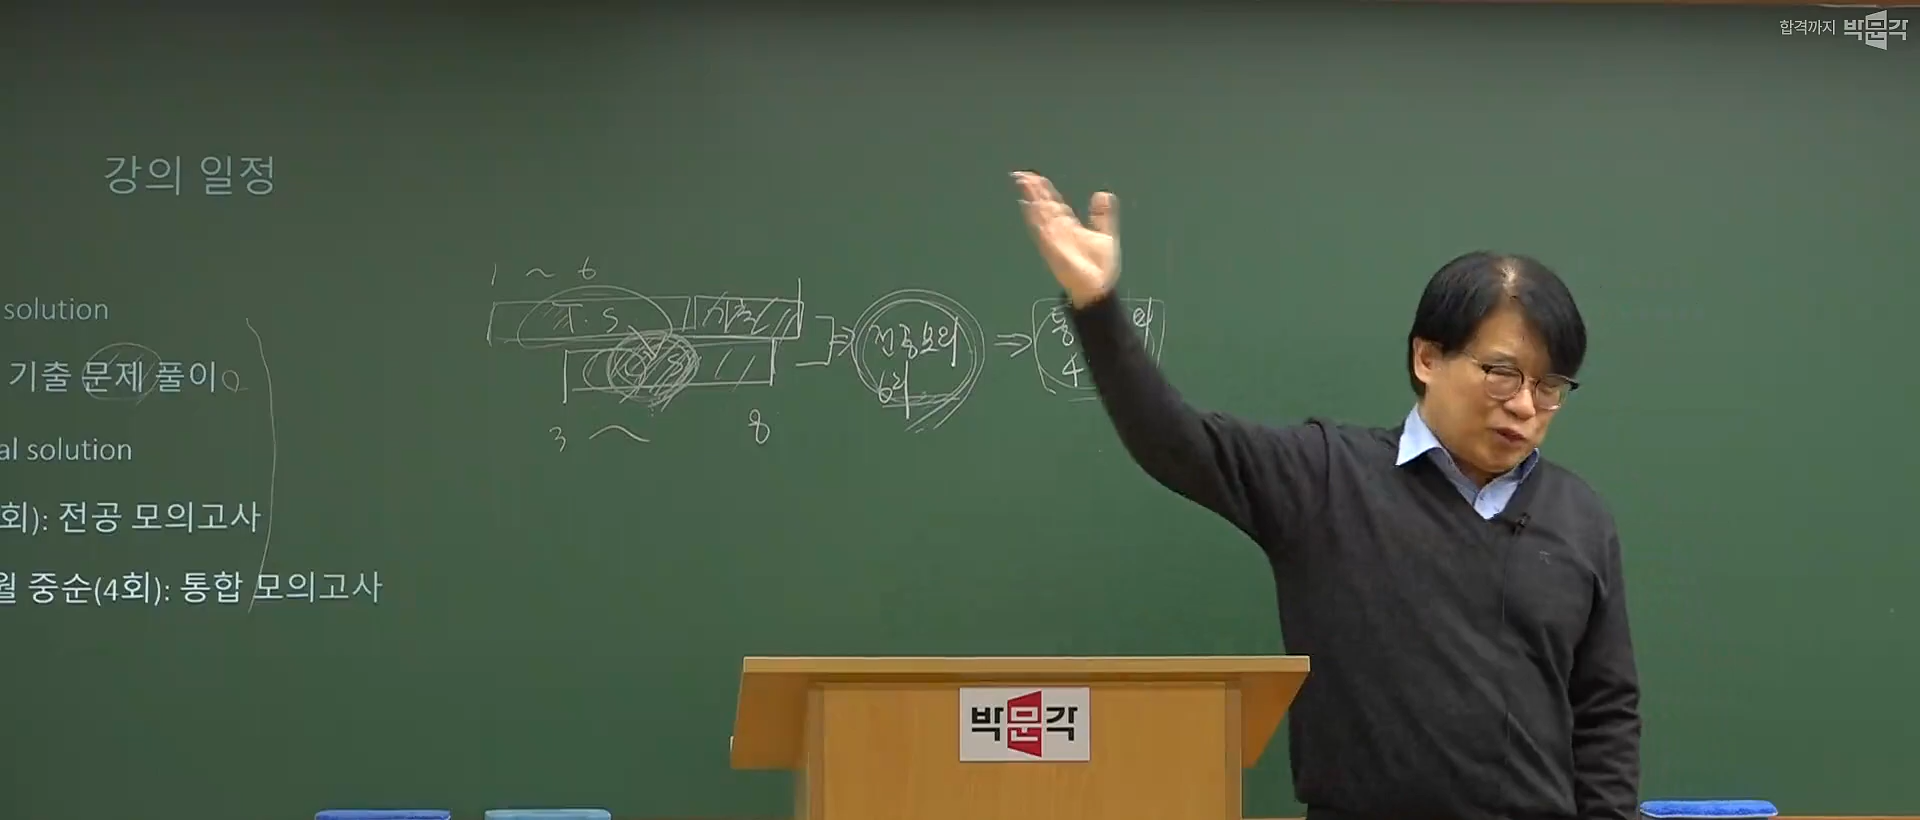 합격까지 박문각
강의 일정
solution
기출 문제 풀이
al solution
회): 전공 모의고사
월 중순(4회): 통합 모의고사
1 ~ 6
T.S 기출
3 ~ 8
⇒ 전공모의 ⇒
6회
4
박문각